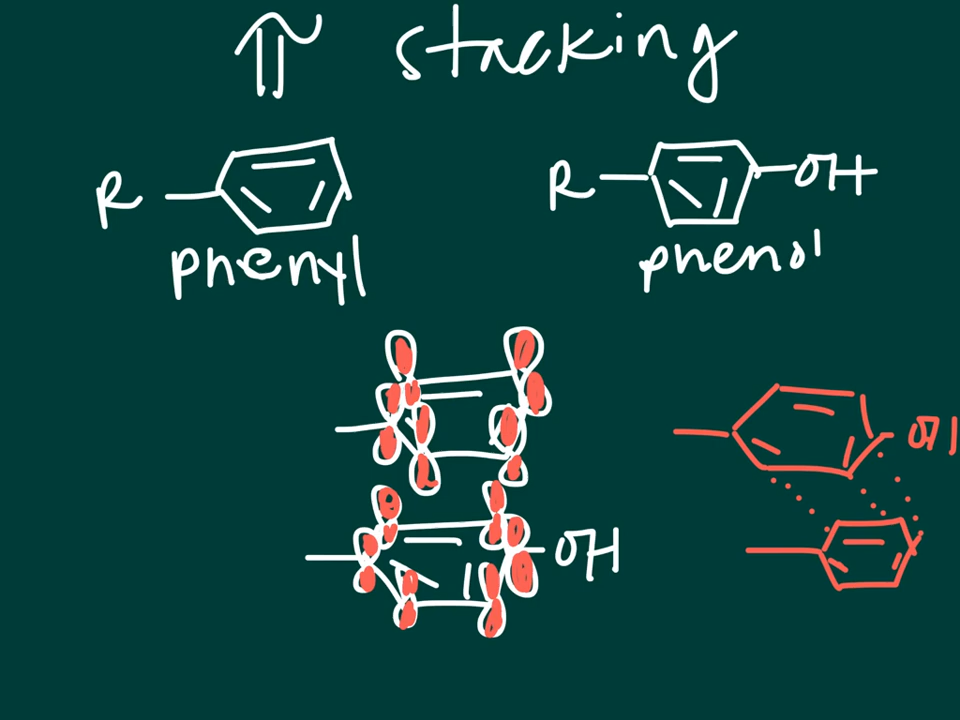 π stacking
R OH
R
phenyl
phenol
OH
OH